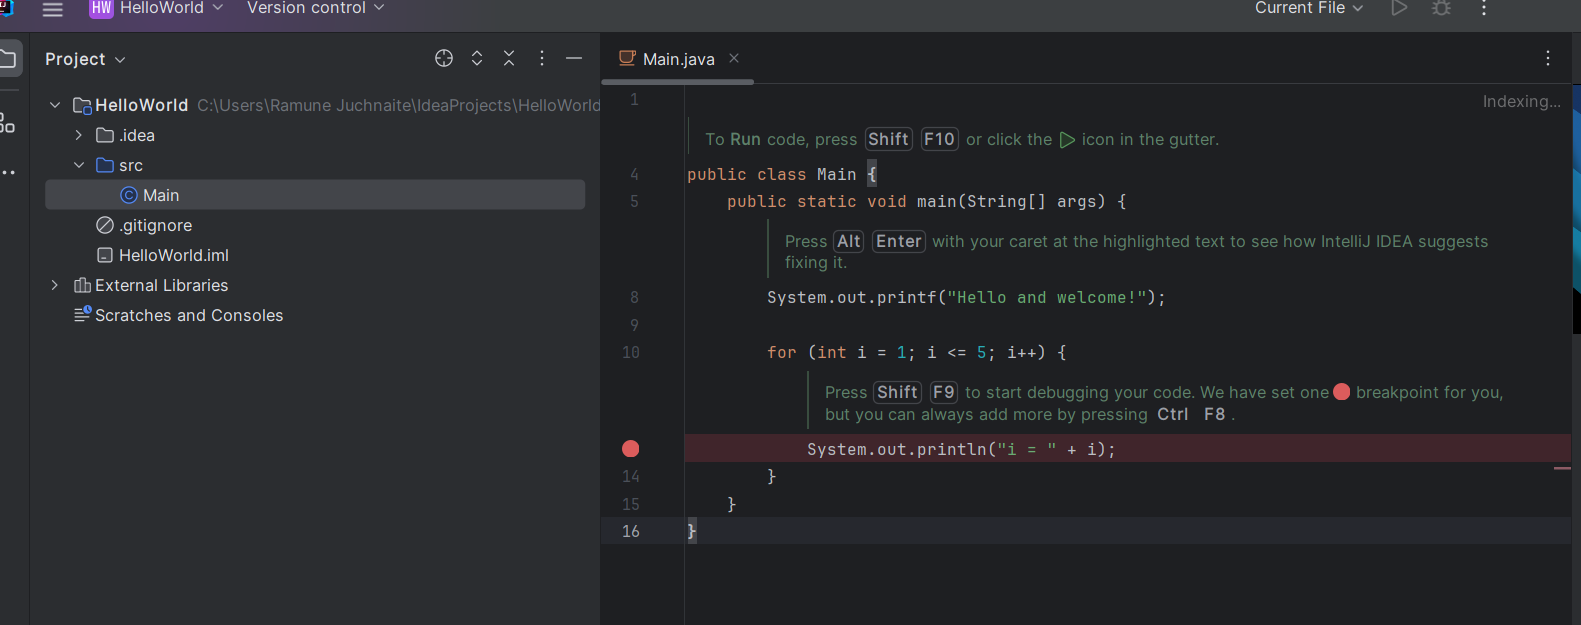 HW HelloWorld Version control Current File
Project
Main.java
HelloWorld C:\Users\Ramune Juchnaite\IdeaProjects\HelloWorld
.idea
src
Main
.gitignore
HelloWorld.iml
External Libraries
Scratches and Consoles
1 Indexing...
To Run code, press Shift F10 or click the icon in the gutter.
4 public class Main {
5 public static void main(String[] args) {
Press Alt Enter with your caret at the highlighted text to see how IntelliJ IDEA suggests
fixing it.
8 System.out.printf("Hello and welcome!");
9
10 for (int i = 1; i <= 5; i++) {
Press Shift F9 to start debugging your code. We have set one breakpoint for you,
but you can always add more by pressing Ctrl F8 .
System.out.println("i = " + i);
14 }
15 }
16 }